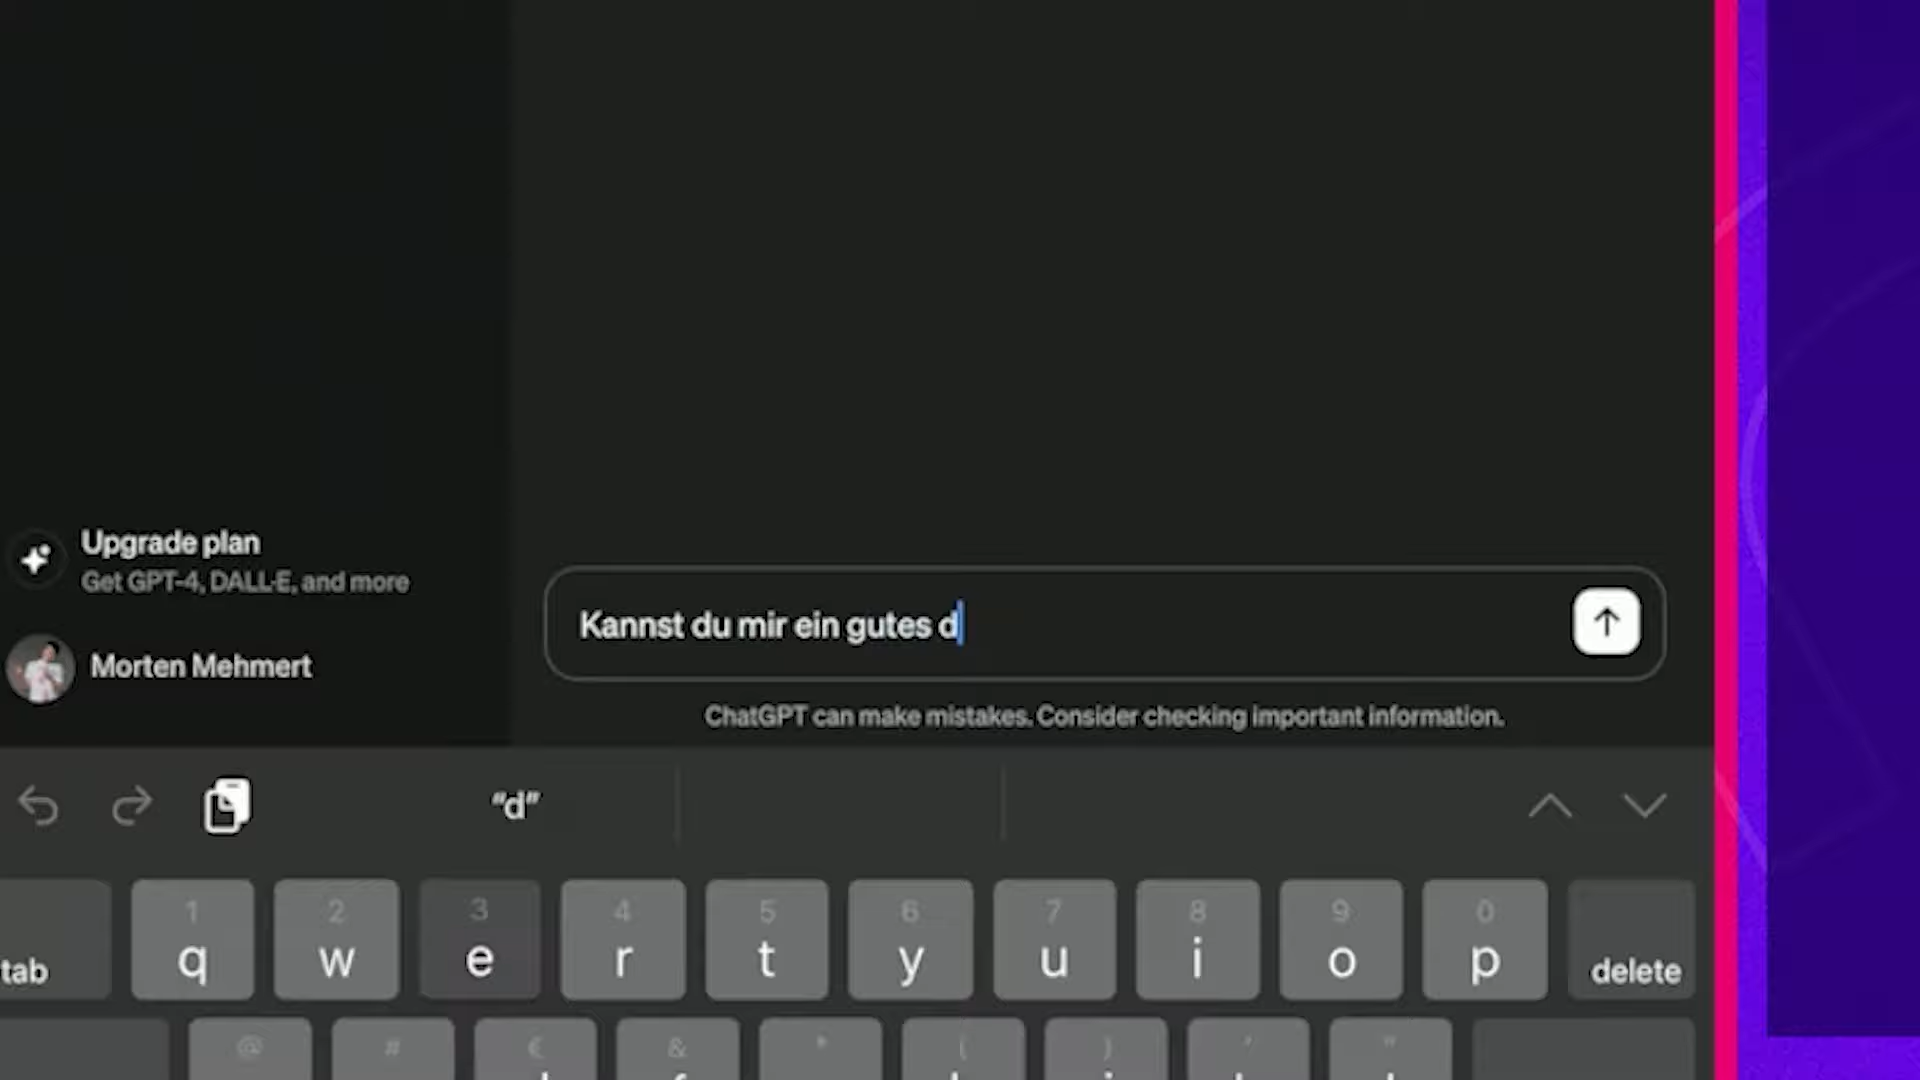 Upgrade plan
Get GPT-4, DALL·E, and more
Morten Mehmert
Kannst du mir ein gutes d
ChatGPT can make mistakes. Consider checking important information.
"d"
1 2 3 4 5 6 7 8 9 0
tab q w e r t y u i o p delete
@ # € & * ( ) ' "